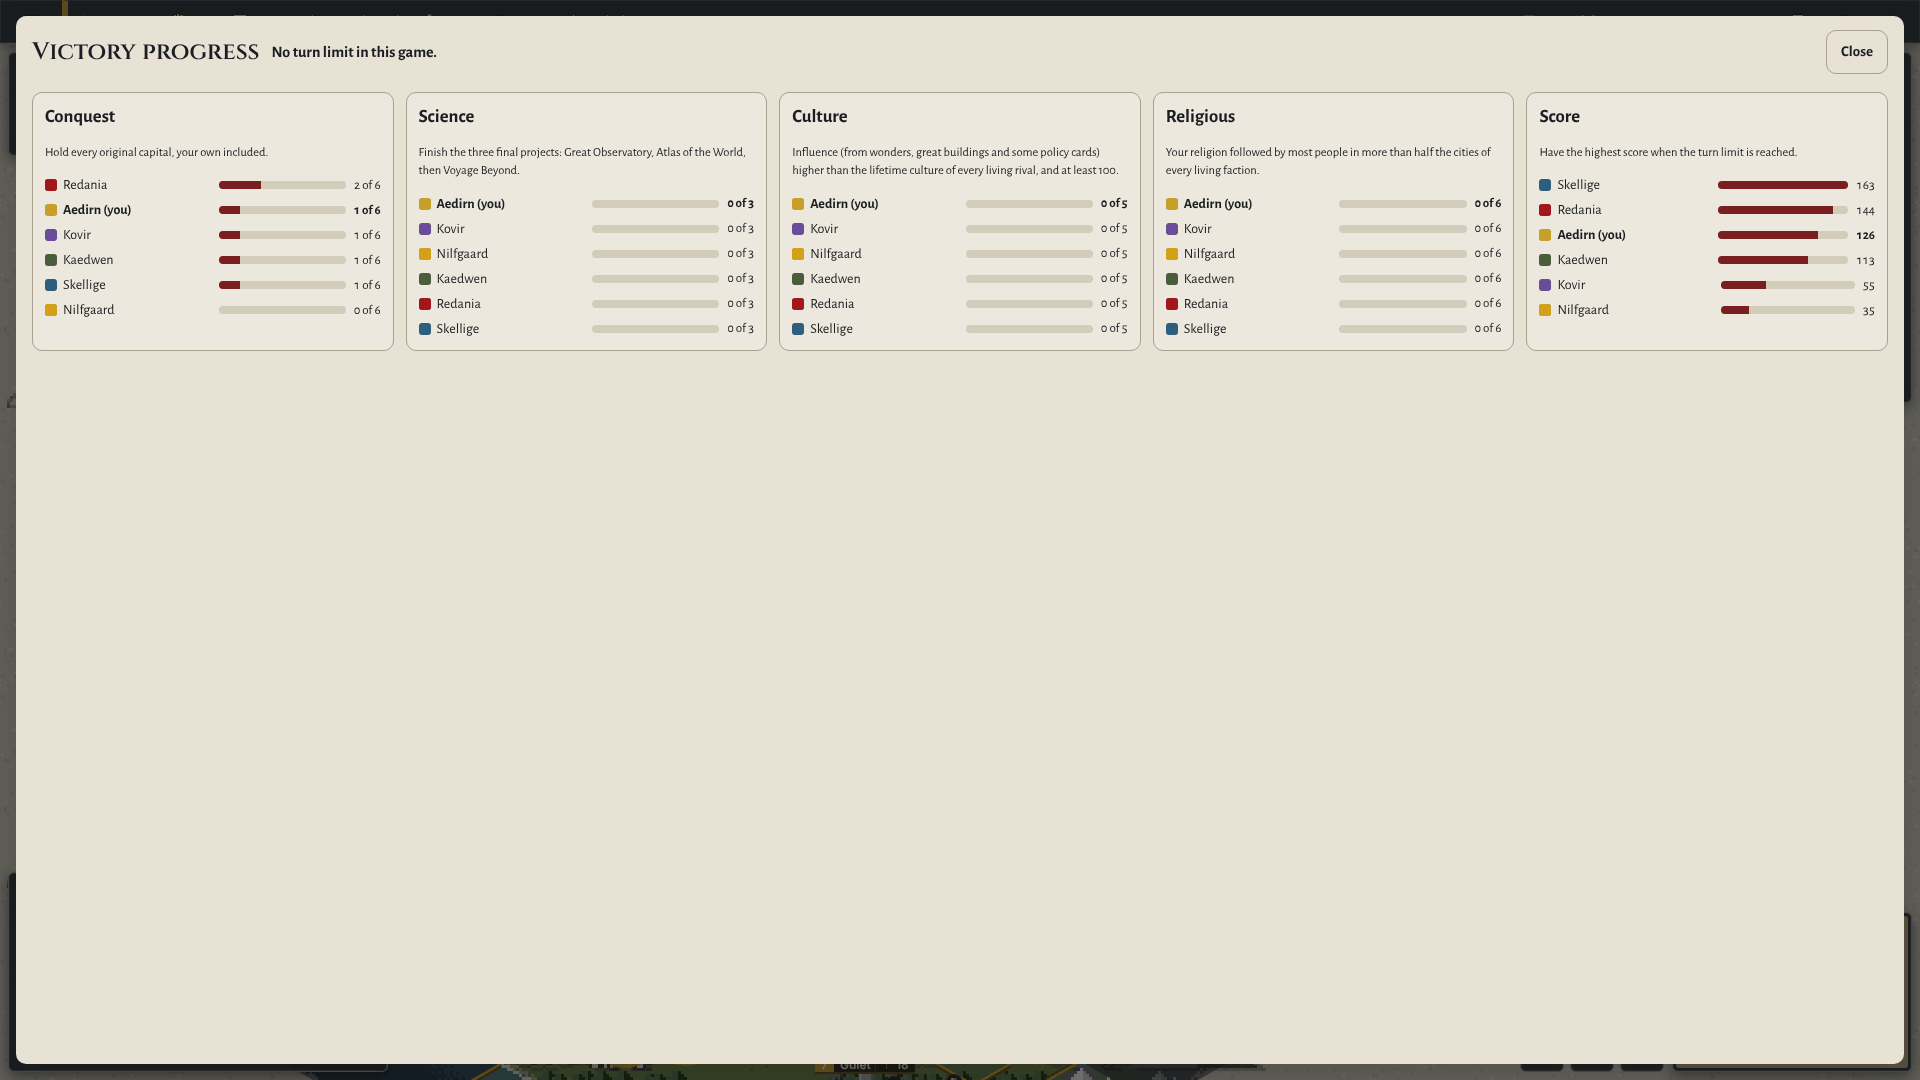 Victory progress No turn limit in this game.
Close
Conquest
Hold every original capital, your own included.
Redania 2 of 6
Aedirn (you) 1 of 6
Kovir 1 of 6
Kaedwen 1 of 6
Skellige 1 of 6
Nilfgaard 0 of 6
Science
Finish the three final projects: Great Observatory, Atlas of the World,
then Voyage Beyond.
Aedirn (you) 0 of 3
Kovir 0 of 3
Nilfgaard 0 of 3
Kaedwen 0 of 3
Redania 0 of 3
Skellige 0 of 3
Culture
Influence (from wonders, great buildings and some policy cards)
higher than the lifetime culture of every living rival, and at least 100.
Aedirn (you) 0 of 5
Kovir 0 of 5
Nilfgaard 0 of 5
Kaedwen 0 of 5
Redania 0 of 5
Skellige 0 of 5
Religious
Your religion followed by most people in more than half the cities of
every living faction.
Aedirn (you) 0 of 6
Kovir 0 of 6
Nilfgaard 0 of 6
Kaedwen 0 of 6
Redania 0 of 6
Skellige 0 of 6
Score
Have the highest score when the turn limit is reached.
Skellige 163
Redania 144
Aedirn (you) 126
Kaedwen 113
Kovir 55
Nilfgaard 35